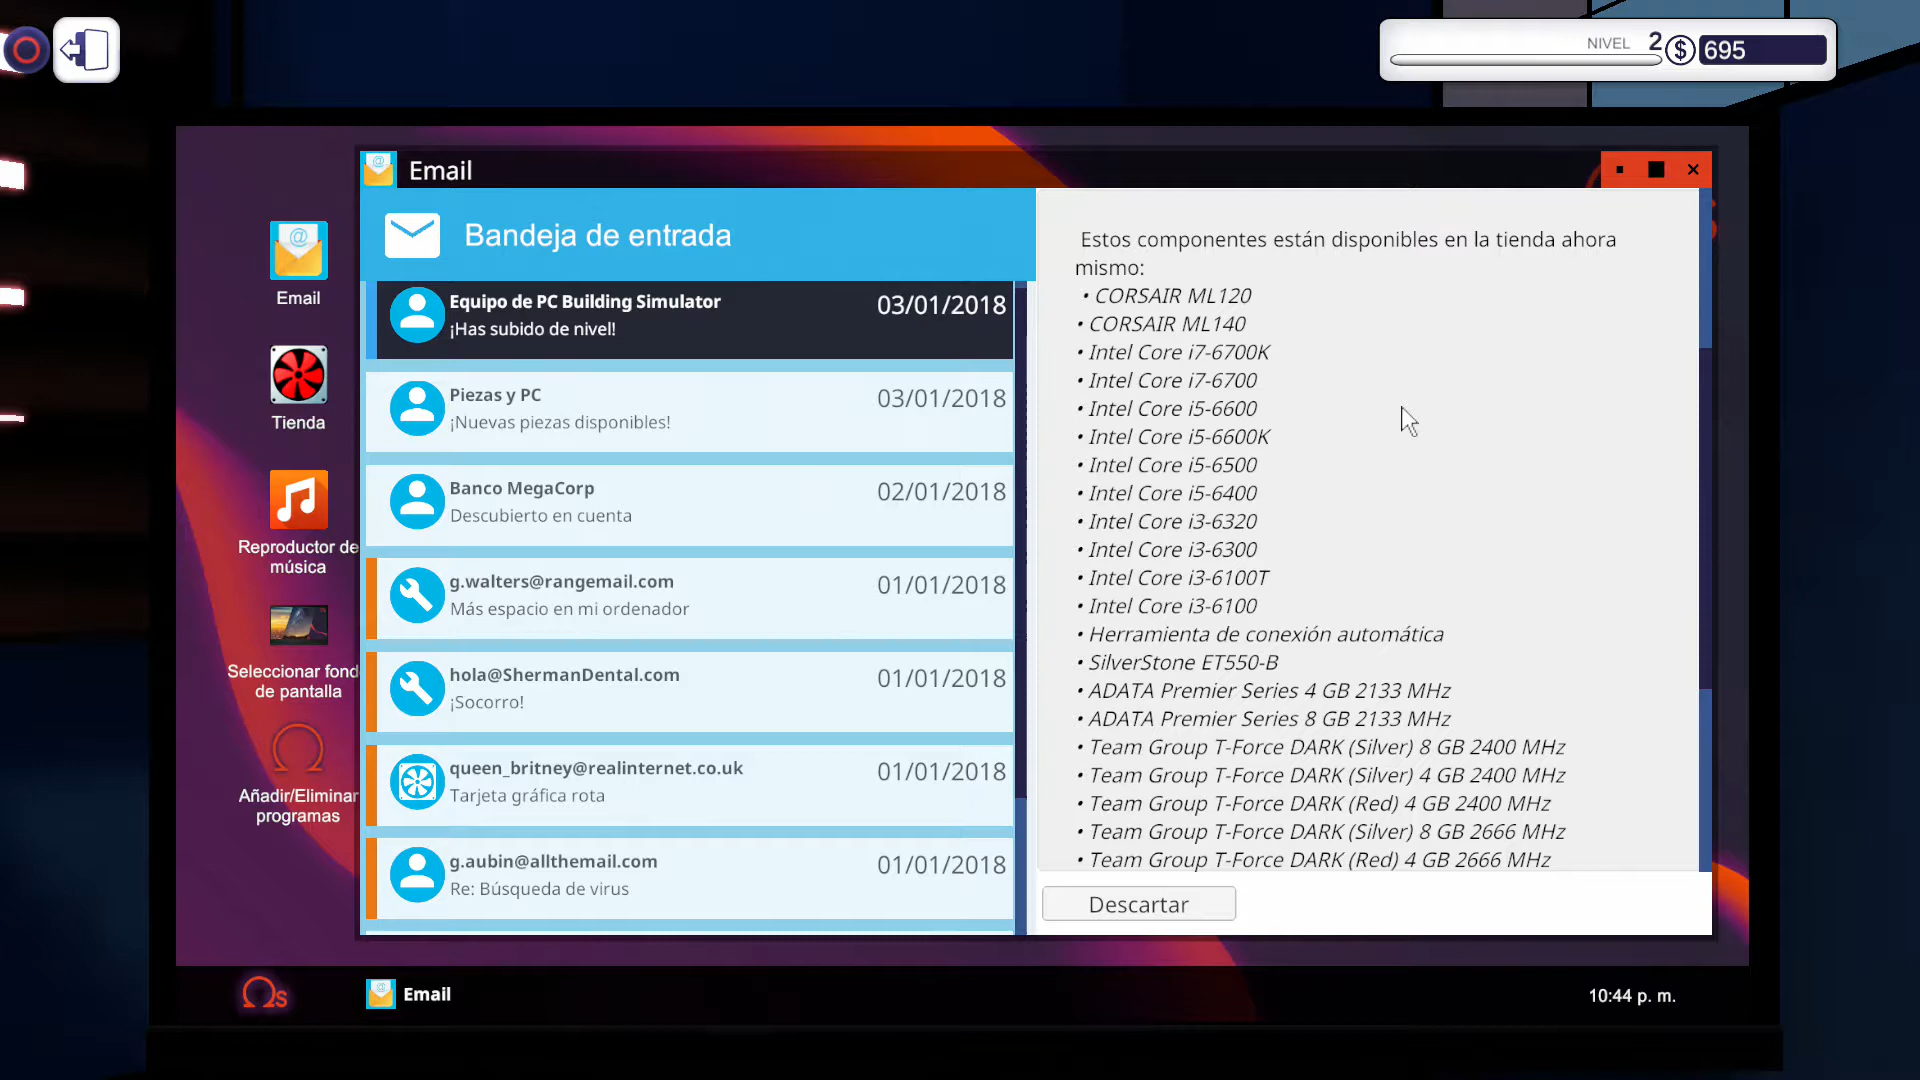 NIVEL 2
$ 695
Email
Bandeja de entrada
Equipo de PC Building Simulator 03/01/2018
¡Has subido de nivel!
Piezas y PC 03/01/2018
¡Nuevas piezas disponibles!
Banco MegaCorp 02/01/2018
Descubierto en cuenta
g.walters@rangemail.com 01/01/2018
Más espacio en mi ordenador
hola@ShermanDental.com 01/01/2018
¡Socorro!
queen_britney@realinternet.co.uk 01/01/2018
Tarjeta gráfica rota
g.aubin@allthemail.com 01/01/2018
Re: Búsqueda de virus
Estos componentes están disponibles en la tienda ahora
mismo:
• CORSAIR ML120
• CORSAIR ML140
• Intel Core i7-6700K
• Intel Core i7-6700
• Intel Core i5-6600
• Intel Core i5-6600K
• Intel Core i5-6500
• Intel Core i5-6400
• Intel Core i3-6320
• Intel Core i3-6300
• Intel Core i3-6100T
• Intel Core i3-6100
• Herramienta de conexión automática
• SilverStone ET550-B
• ADATA Premier Series 4 GB 2133 MHz
• ADATA Premier Series 8 GB 2133 MHz
• Team Group T-Force DARK (Silver) 8 GB 2400 MHz
• Team Group T-Force DARK (Silver) 4 GB 2400 MHz
• Team Group T-Force DARK (Red) 4 GB 2400 MHz
• Team Group T-Force DARK (Silver) 8 GB 2666 MHz
• Team Group T-Force DARK (Red) 4 GB 2666 MHz
Descartar
Email
Tienda
Reproductor de
música
Seleccionar fond
de pantalla
Añadir/Eliminar
programas
Ωs
Email
10:44 p. m.